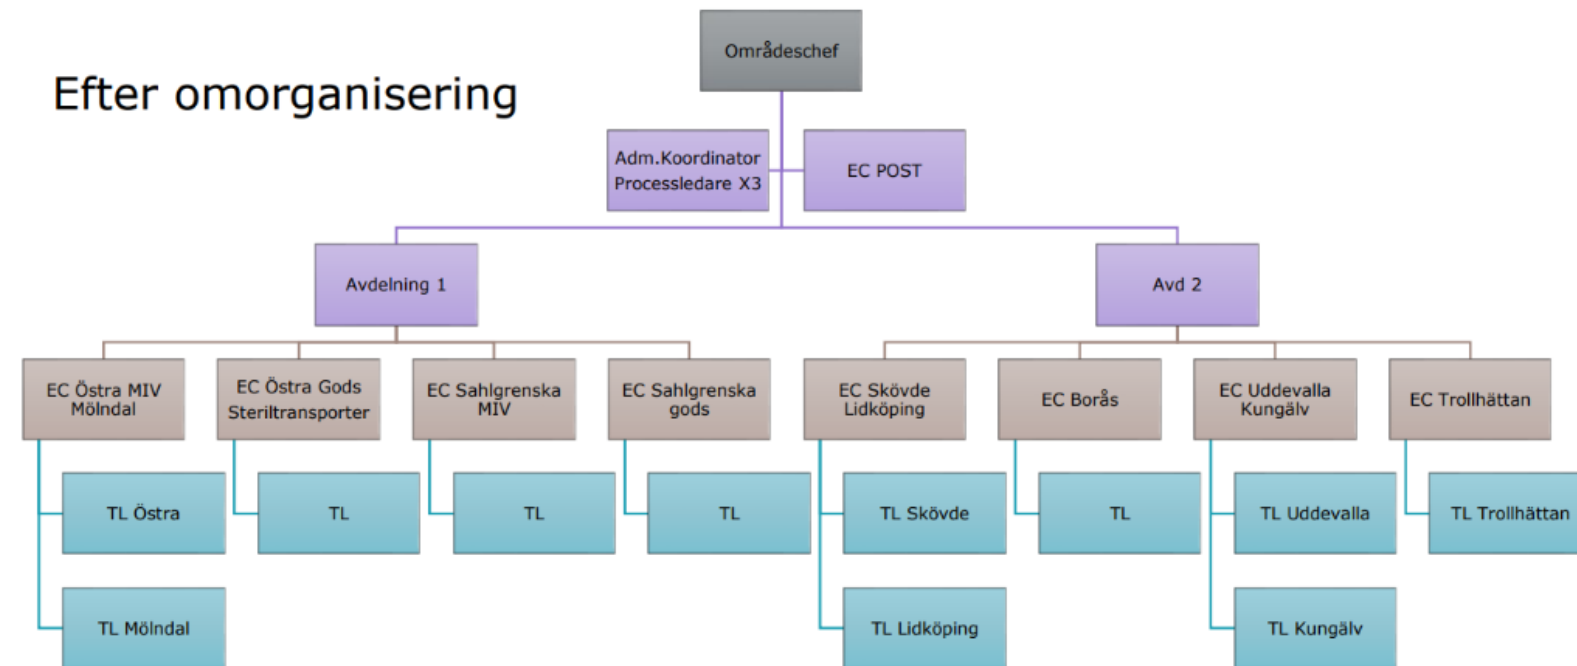 Efter omorganisering
Områdeschef
Adm.Koordinator
Processledare X3
EC POST
Avdelning 1
Avd 2
EC Östra MIV
Mölndal
EC Östra Gods
Steriltransporter
EC Sahlgrenska
MIV
EC Sahlgrenska
gods
EC Skövde
Lidköping
EC Borås
EC Uddevalla
Kungälv
EC Trollhättan
TL Östra
TL
TL
TL
TL Skövde
TL
TL Uddevalla
TL Trollhättan
TL Mölndal
TL Lidköping
TL Kungälv